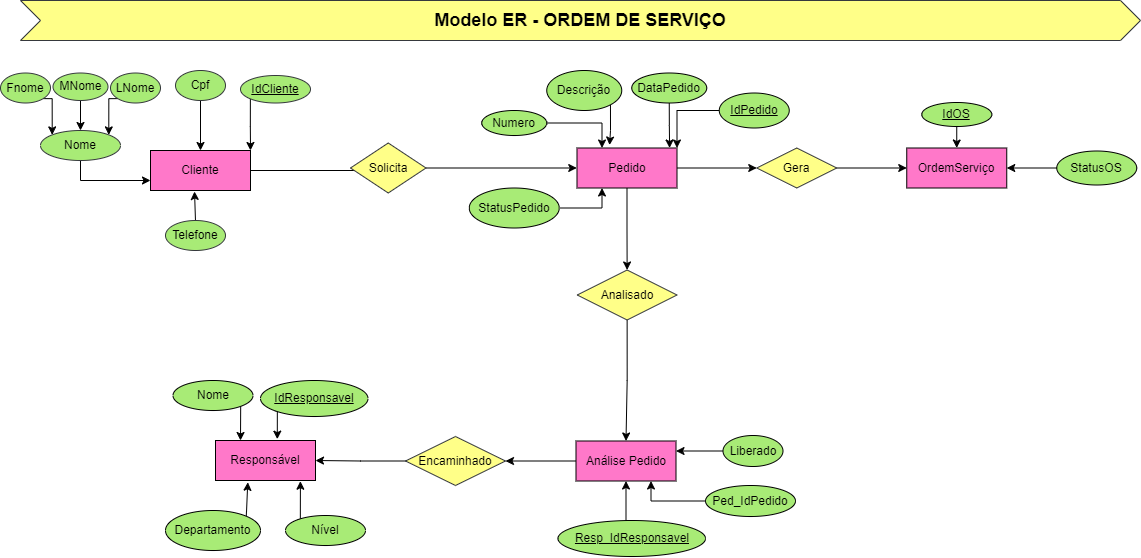 Modelo ER - ORDEM DE SERVIÇO
Fnome
MNome
LNome
Cpf
IdCliente
Nome
Cliente
Telefone
Solicita
Descrição
DataPedido
Numero
IdPedido
Pedido
StatusPedido
Gera
IdOS
OrdemServiço
StatusOS
Analisado
Nome
IdResponsavel
Responsável
Encaminhado
Análise Pedido
Liberado
Ped_IdPedido
Departamento
Nível
Resp_IdResponsavel